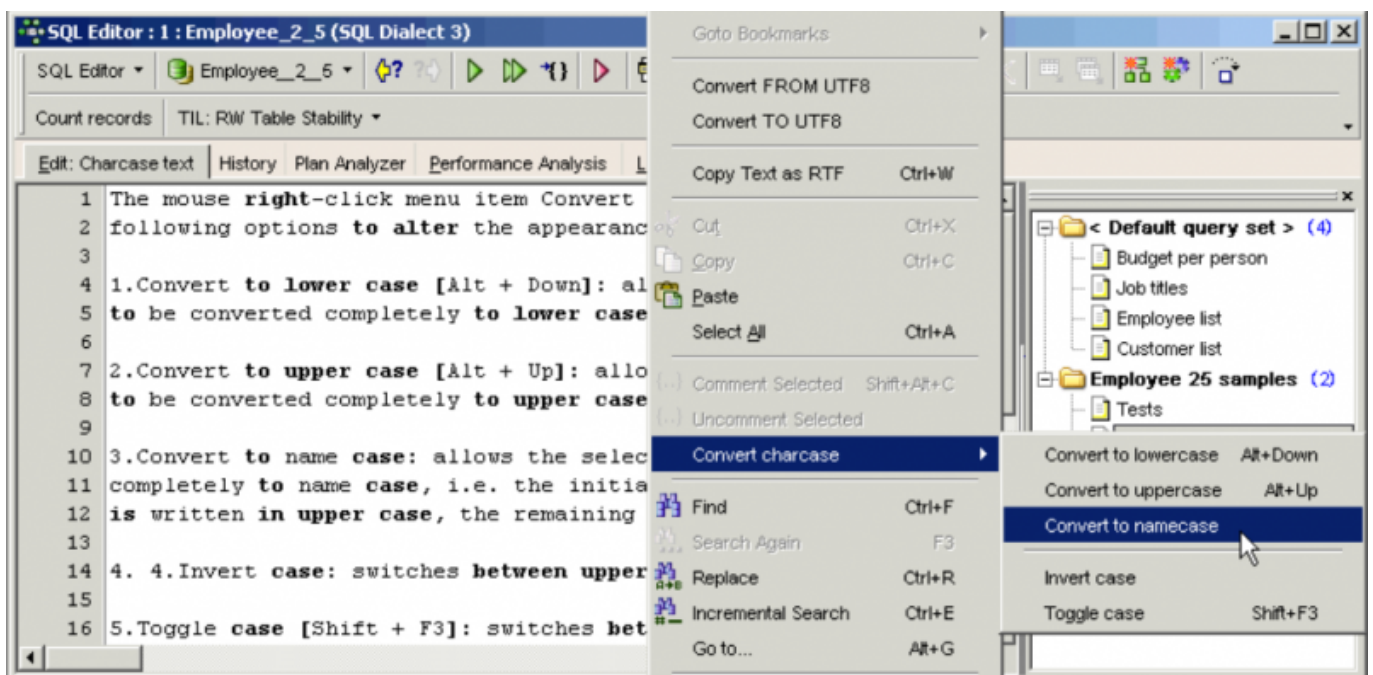 SQL Editor : 1 : Employee_2_5 (SQL Dialect 3)
SQL Editor Employee__2__5
Count records TIL: RW Table Stability
Edit: Charcase text History Plan Analyzer Performance Analysis L
1 The mouse right-click menu item Convert
2 following options to alter the appearanc
3
4 1.Convert to lower case [Alt + Down]: al
5 to be converted completely to lower case
6
7 2.Convert to upper case [Alt + Up]: allo
8 to be converted completely to upper case
9
10 3.Convert to name case: allows the selec
11 completely to name case, i.e. the initia
12 is written in upper case, the remaining
13
14 4. 4.Invert case: switches between upper
15
16 5.Toggle case [Shift + F3]: switches bet
Goto Bookmarks
Convert FROM UTF8
Convert TO UTF8
Copy Text as RTF Ctrl+W
Cut Ctrl+X
Copy Ctrl+C
Paste
Select All Ctrl+A
Comment Selected Shift+Alt+C
Uncomment Selected
Convert charcase
Find Ctrl+F
Search Again F3
Replace Ctrl+R
Incremental Search Ctrl+E
Go to... Alt+G
< Default query set > (4)
Budget per person
Job titles
Employee list
Customer list
Employee 25 samples (2)
Tests
Convert to lowercase Alt+Down
Convert to uppercase Alt+Up
Convert to namecase
Invert case
Toggle case Shift+F3